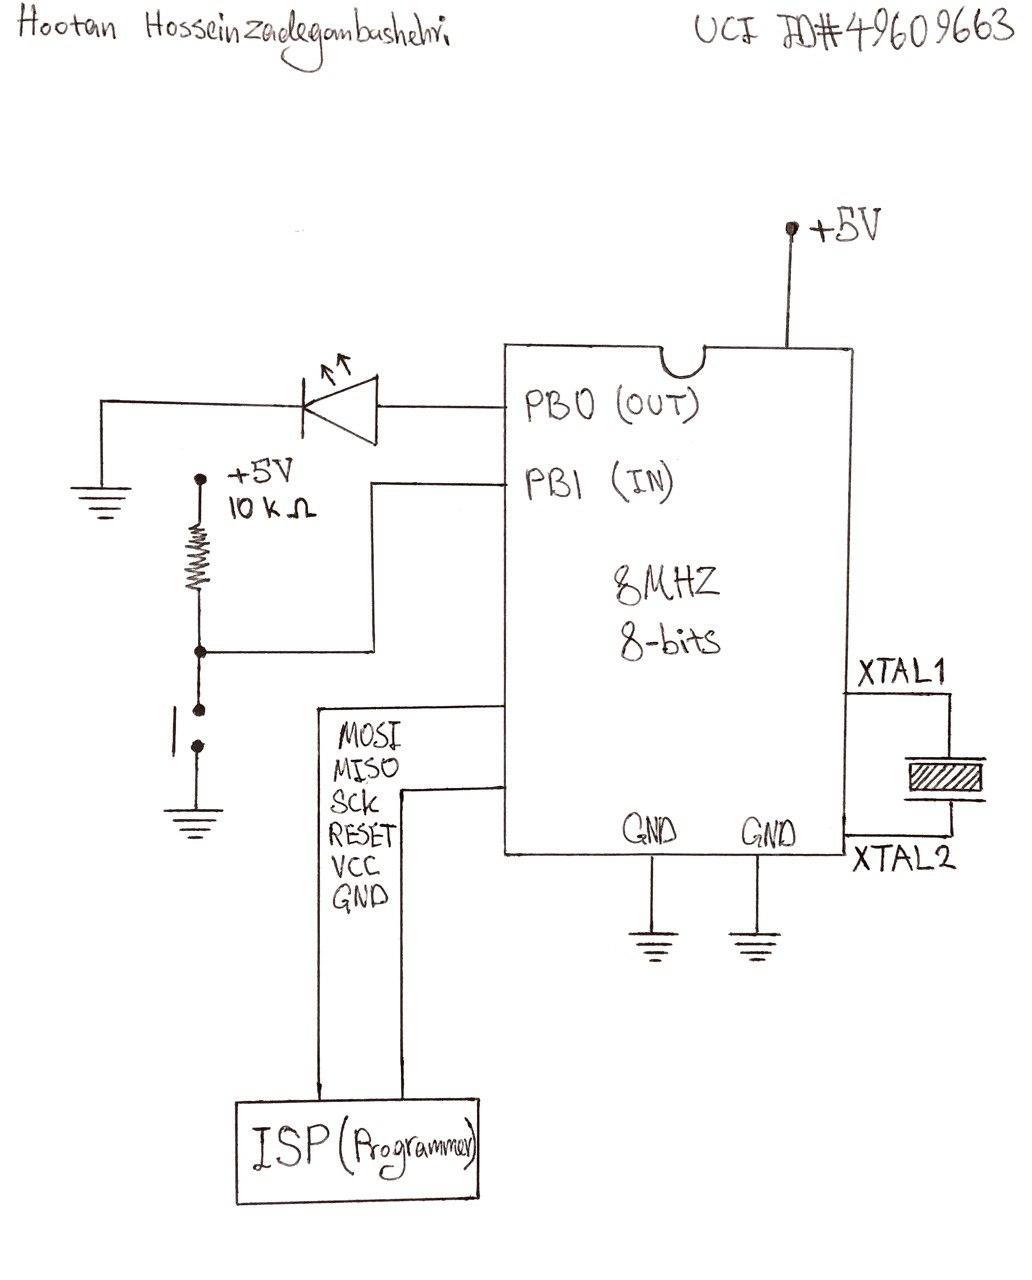 Hootan Hosseinzadeganbushehri
UCI ID#49609663
+5V
PB0 (OUT)
+5V
10 k Ω
PB1 (IN)
8MHZ
8-bits
XTAL1
MOSI
MISO
SCK
RESET
VCC
GND
GND GND
XTAL2
ISP (Programmer)